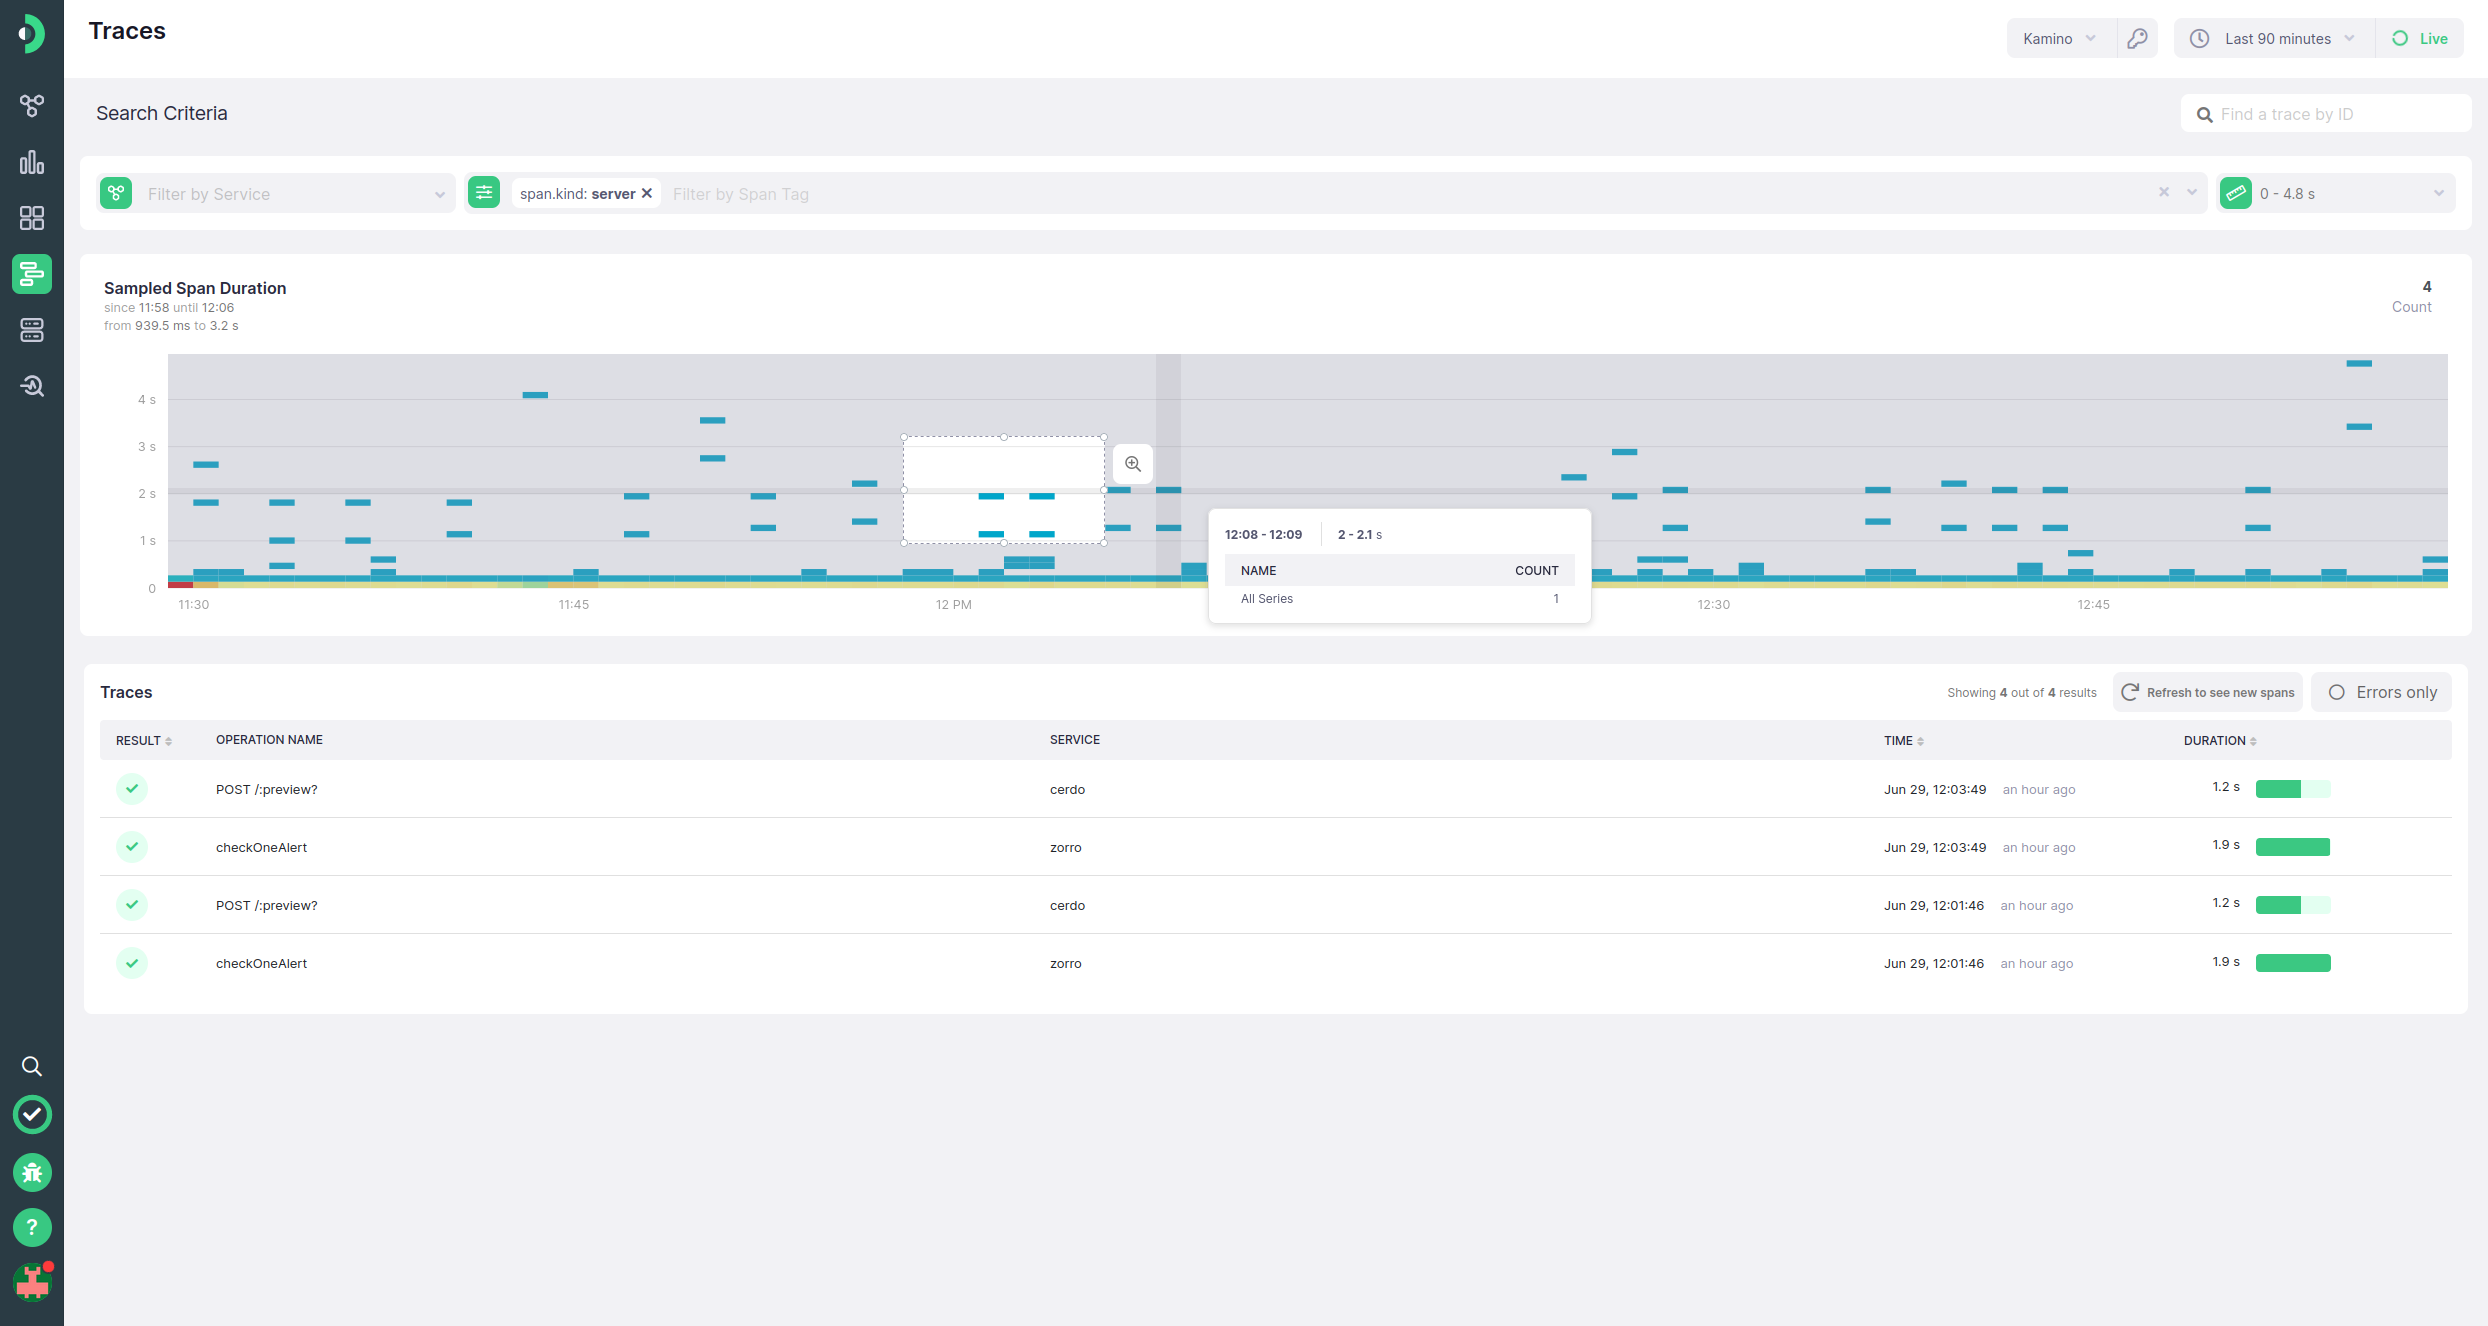 Traces
Kamino
Last 90 minutes
Live
Search Criteria
Find a trace by ID
Filter by Service
span.kind: server
Filter by Span Tag
0 - 4.8 s
Sampled Span Duration
since 11:58 until 12:06
from 939.5 ms to 3.2 s
4
Count
4 s
3 s
2 s
1 s
0
11:30
11:45
12 PM
12:30
12:45
12:08 - 12:09
2 - 2.1 s
NAME COUNT
All Series 1
Traces
Showing 4 out of 4 results
Refresh to see new spans
Errors only
RESULT OPERATION NAME SERVICE TIME DURATION
POST /:preview? cerdo Jun 29, 12:03:49 an hour ago 1.2 s
checkOneAlert zorro Jun 29, 12:03:49 an hour ago 1.9 s
POST /:preview? cerdo Jun 29, 12:01:46 an hour ago 1.2 s
checkOneAlert zorro Jun 29, 12:01:46 an hour ago 1.9 s
?